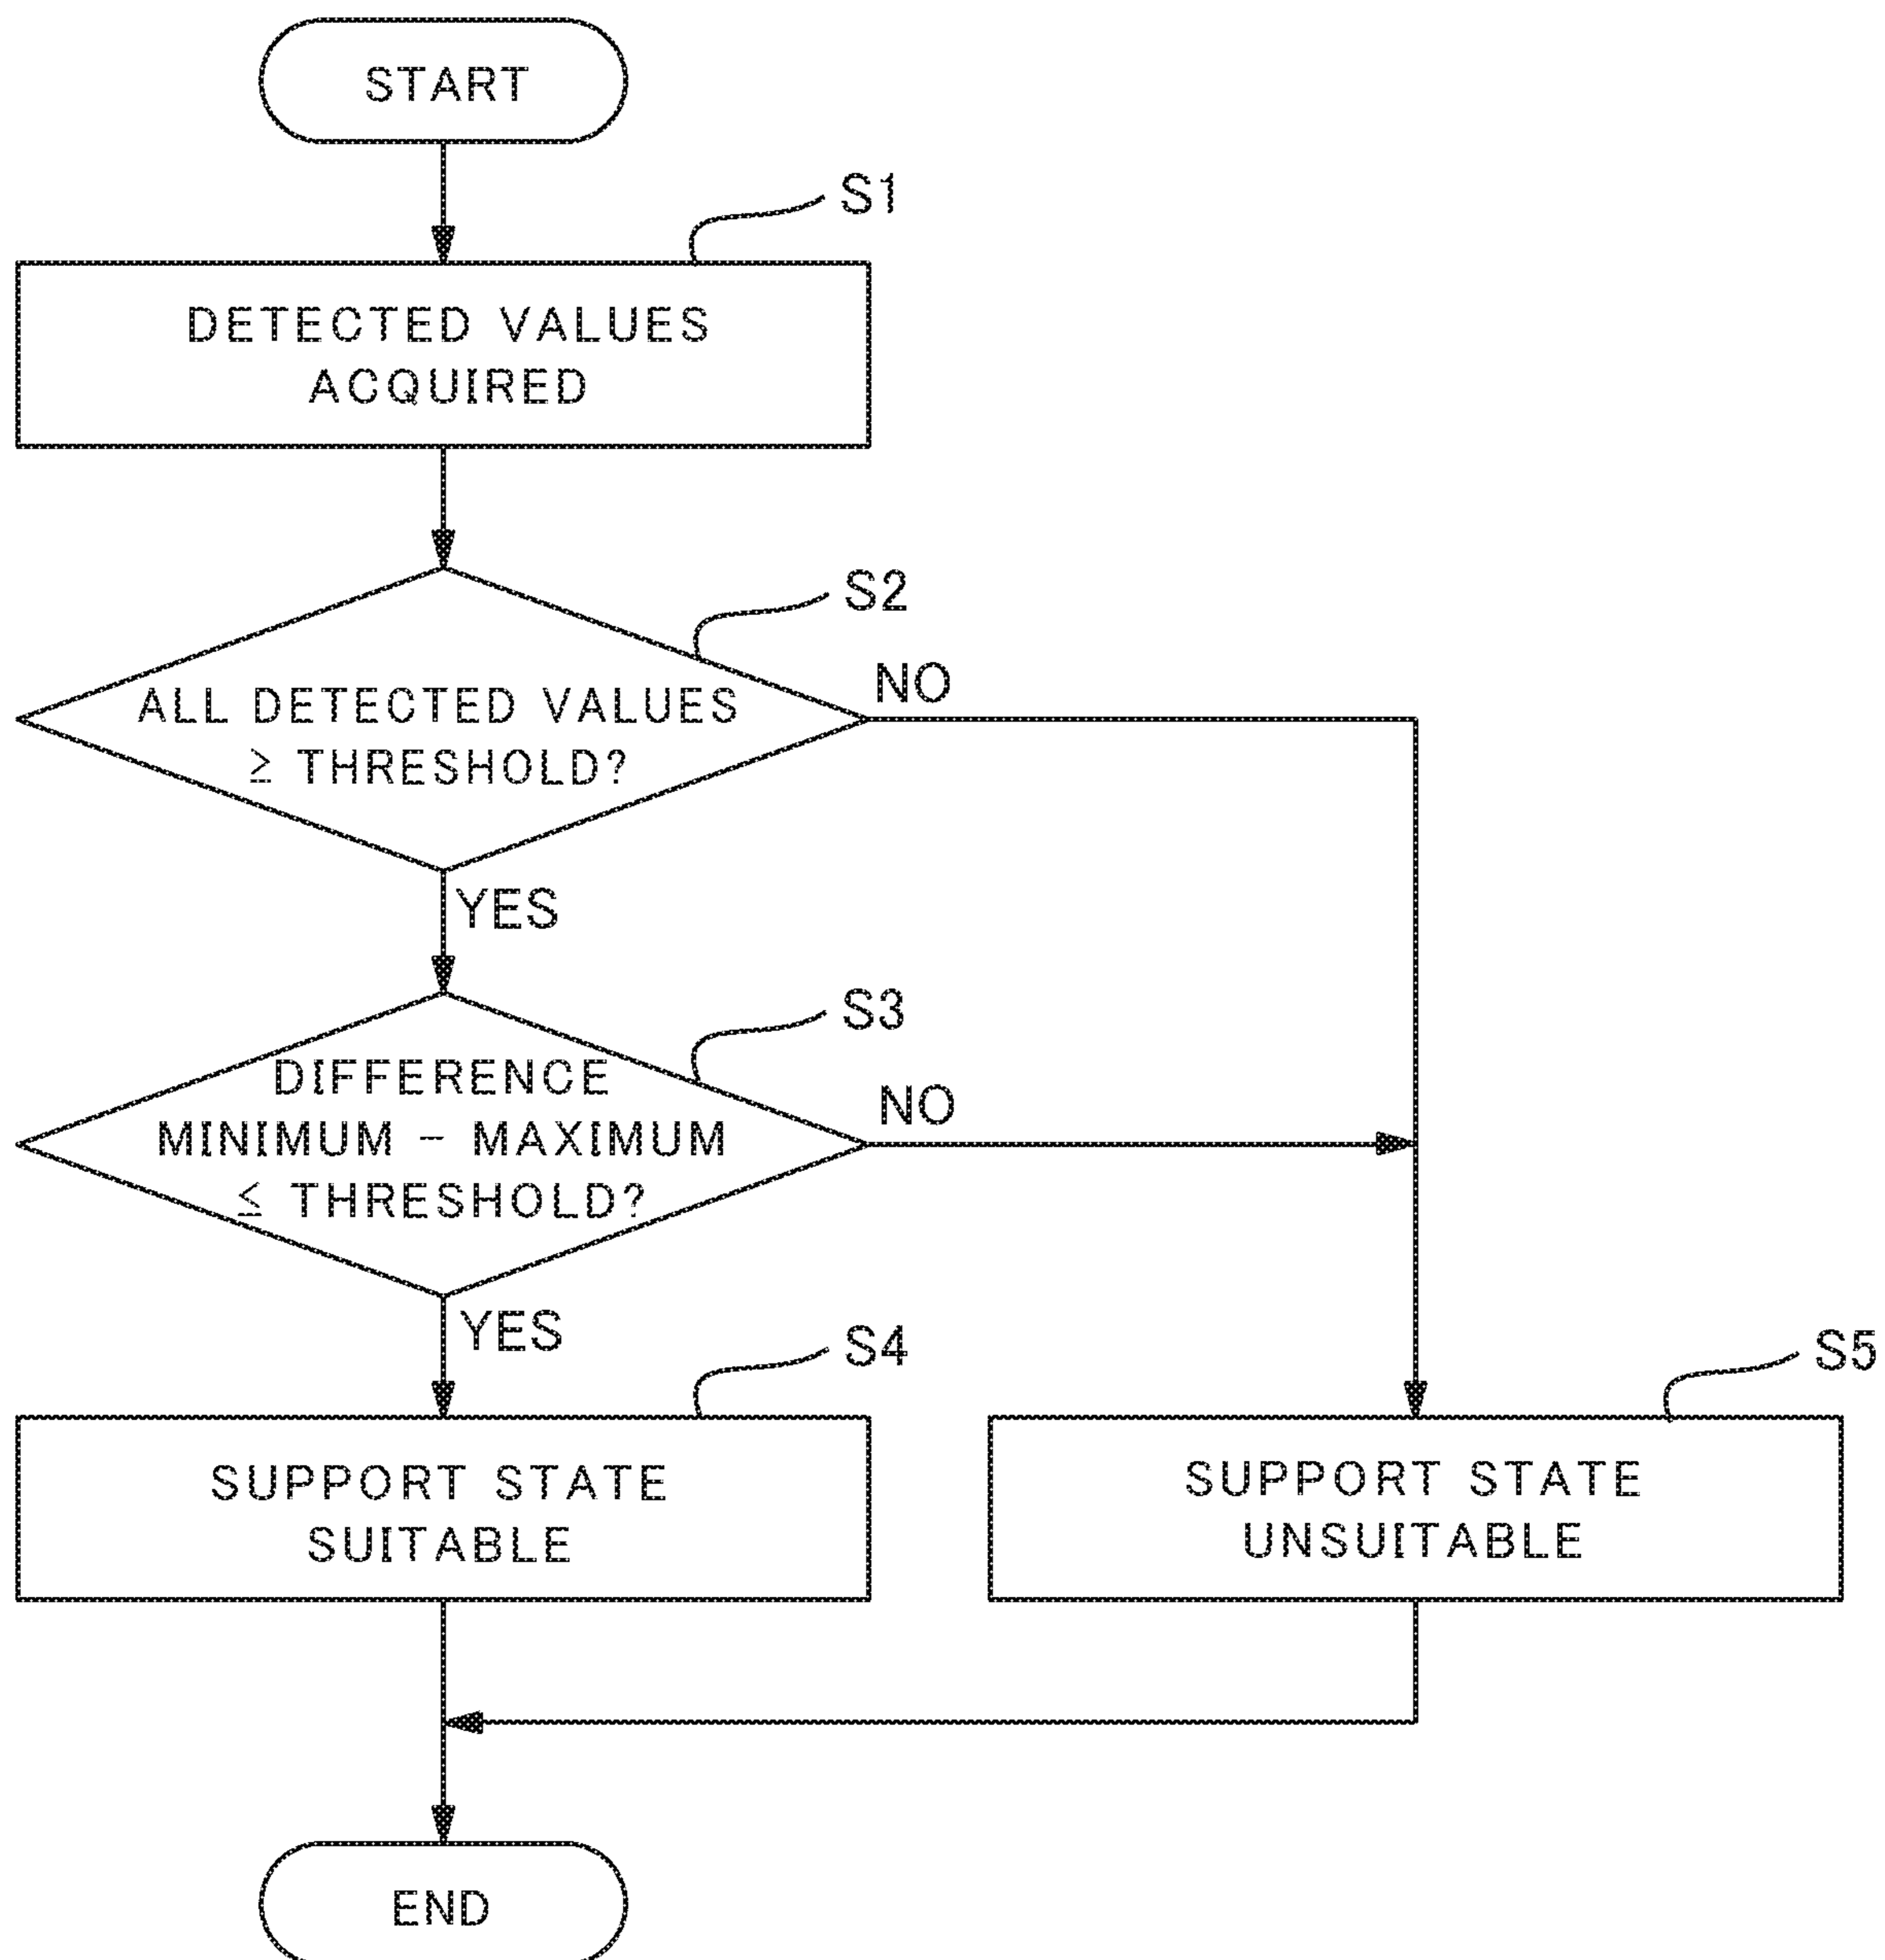 START
S1
DETECTED VALUES
ACQUIRED
S2
NO
ALL DETECTED VALUES
≥ THRESHOLD?
YES
S3
DIFFERENCE
NO
MINIMUM – MAXIMUM
≤ THRESHOLD?
YES
S4
S5
SUPPORT STATE
SUITABLE
SUPPORT STATE
UNSUITABLE
END